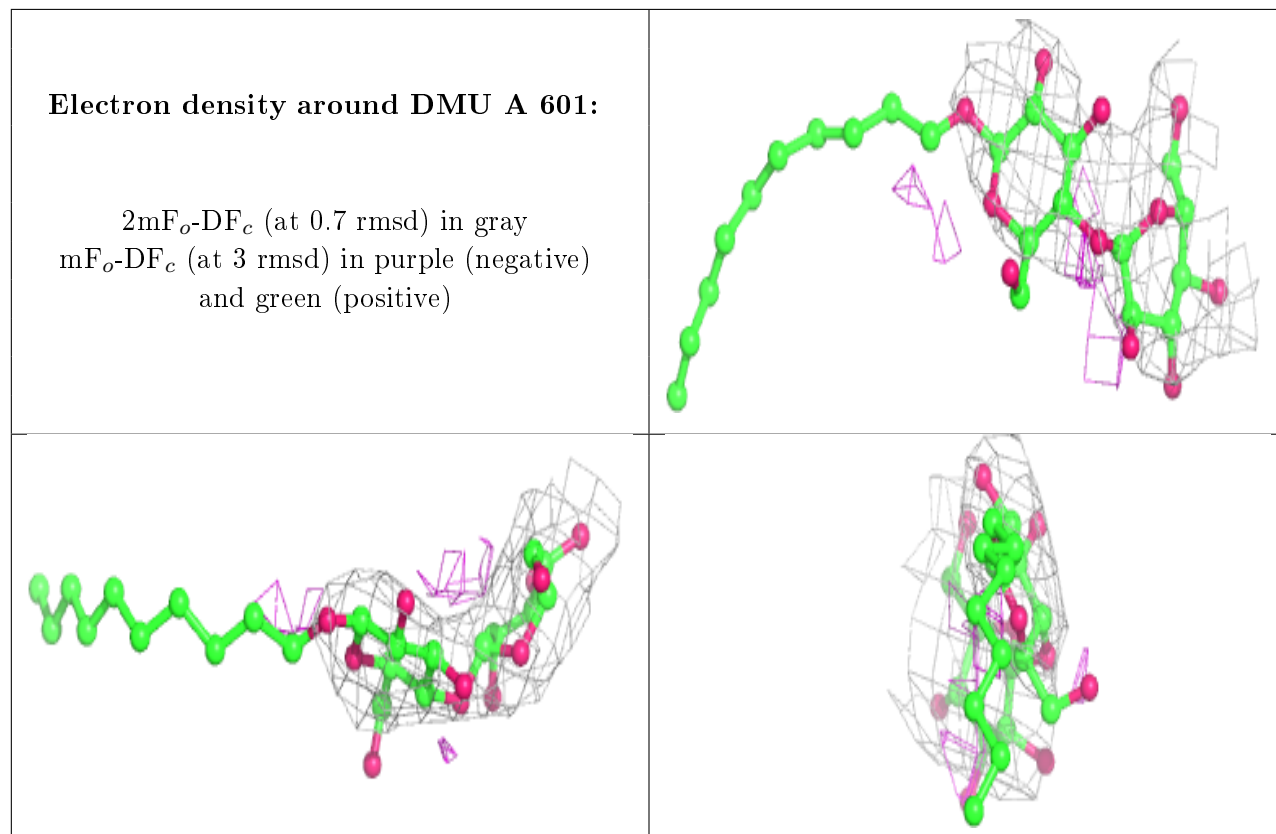 Electron density around DMU A 601:
2mFo-DFc (at 0.7 rmsd) in gray
mFo-DFc (at 3 rmsd) in purple (negative)
and green (positive)